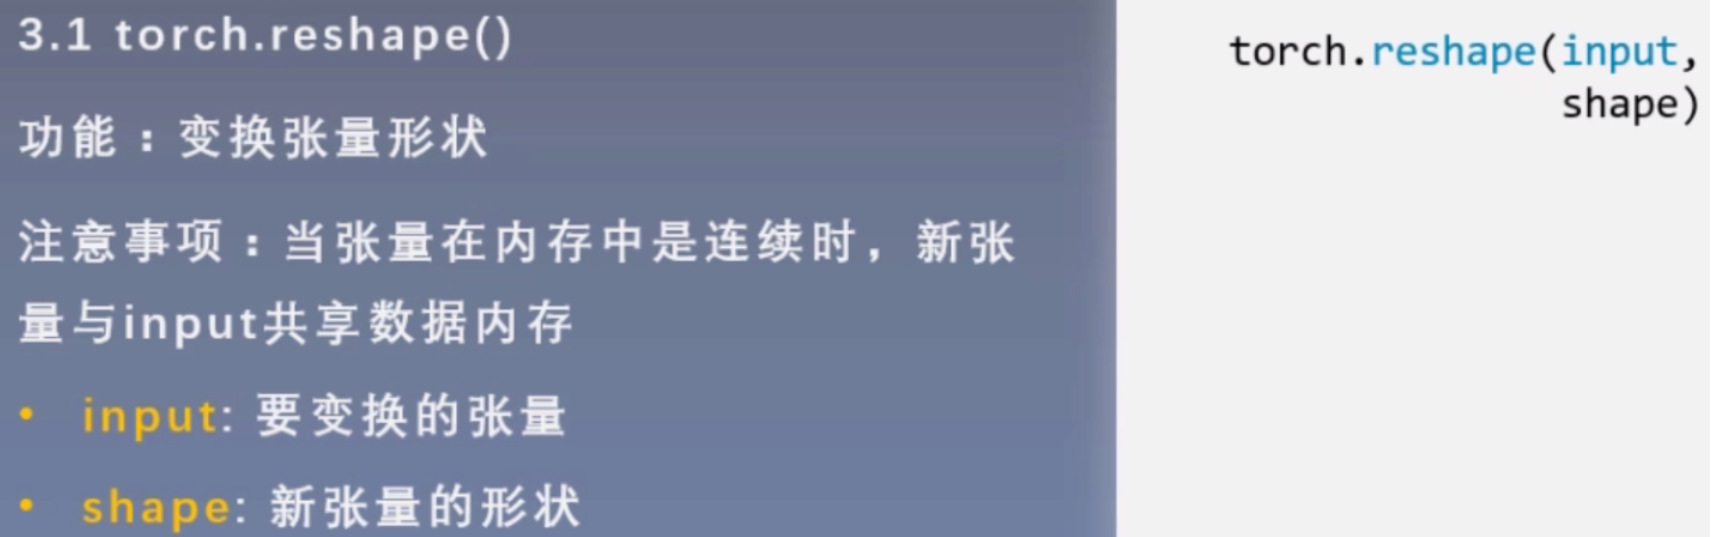 3.1 torch.reshape()
功能：变换张量形状
注意事项：当张量在内存中是连续时，新张
量与input共享数据内存
• input: 要变换的张量
• shape: 新张量的形状
torch.reshape(input,
shape)